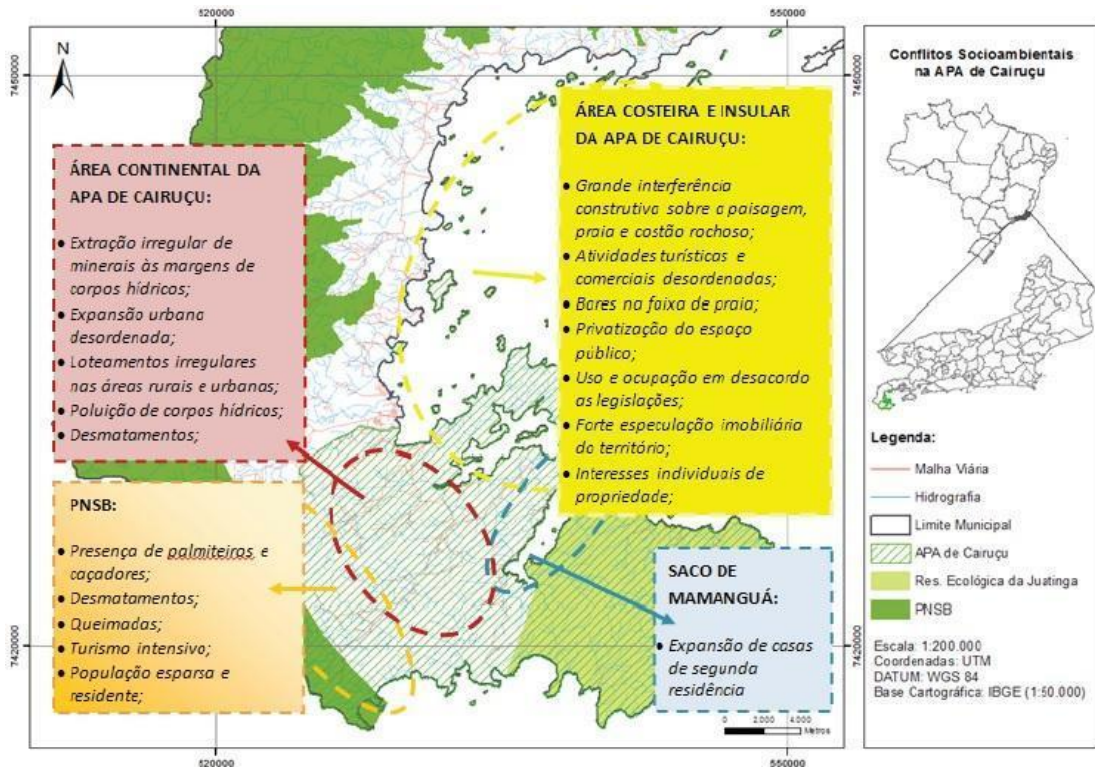 520000
550000
7460000
N
ÁREA CONTINENTAL DA
APA DE CAIRUÇU:
• Extração irregular de
minerais às margens de
corpos hídricos;
• Expansão urbana
desordenada;
• Loteamentos irregulares
nas áreas rurais e urbanas;
• Poluição de corpos hídricos;
• Desmatamentos;
PNSB:
• Presença de palmiteiros e
caçadores;
• Desmatamentos;
• Queimadas;
• Turismo intensivo;
• População esparsa e
residente;
ÁREA COSTEIRA E INSULAR
DA APA DE CAIRUÇU:
• Grande interferência
construtiva sobre a paisagem,
praia e costão rochoso;
• Atividades turísticas e
comerciais desordenadas;
• Bares na faixa de praia;
• Privatização do espaço
público;
• Uso e ocupação em desacordo
as legislações;
• Forte especulação imobiliária
do território;
• Interesses individuais de
propriedade;
SACO DE
MAMANGUÁ:
• Expansão de casas
de segunda
residência
7460000
7420000
7420000
0 2.000 4.000
Metros
520000
550000
Conflitos Socioambientais
na APA de Cairuçu
Legenda:
Malha Viária
Hidrografia
Limite Municipal
APA de Cairuçu
Res. Ecológica da Juatinga
PNSB
Escala: 1:200.000
Coordenadas: UTM
DATUM: WGS 84
Base Cartográfica: IBGE (1:50.000)